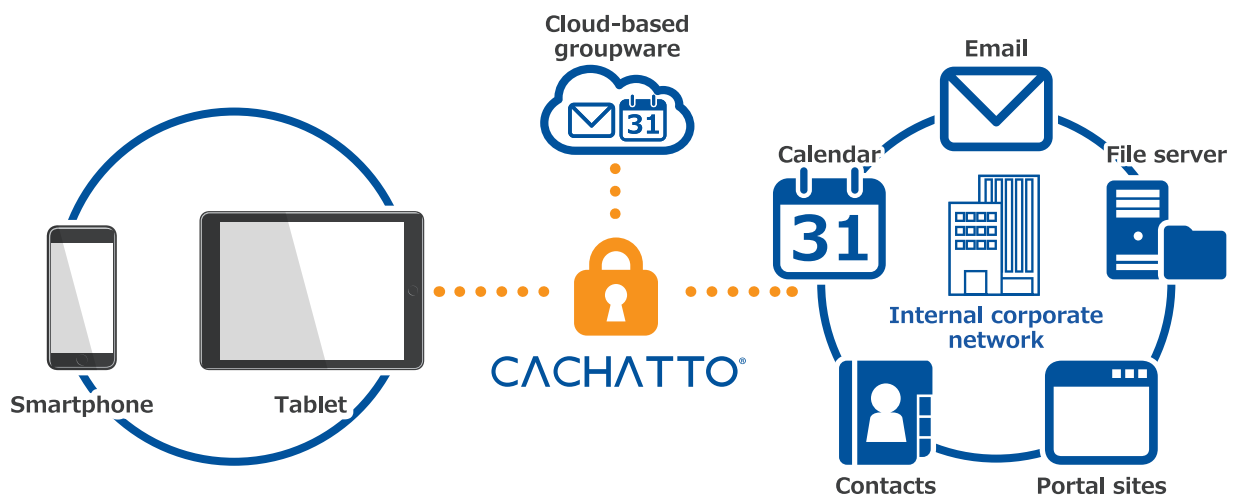 Cloud-based
groupware
31
Email
Calendar
31
File server
Internal corporate
network
CACHATTO®
Smartphone
Tablet
Contacts
Portal sites